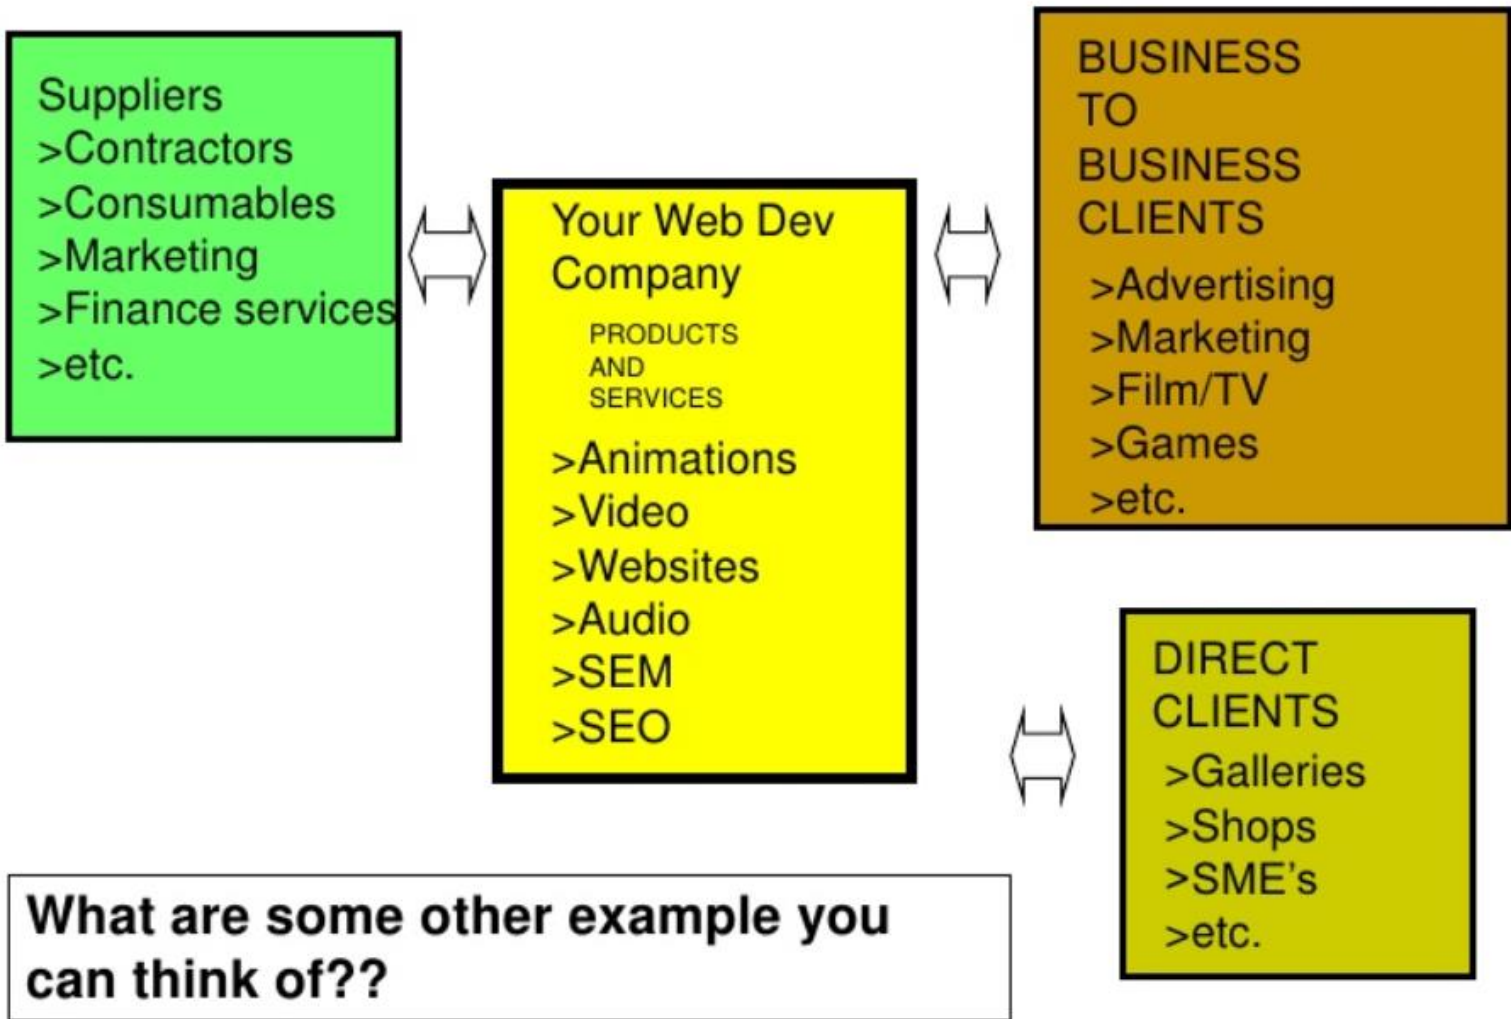 Suppliers
>Contractors
>Consumables
>Marketing
>Finance services
>etc.
Your Web Dev
Company
PRODUCTS
AND
SERVICES
>Animations
>Video
>Websites
>Audio
>SEM
>SEO
BUSINESS
TO
BUSINESS
CLIENTS
>Advertising
>Marketing
>Film/TV
>Games
>etc.
DIRECT
CLIENTS
>Galleries
>Shops
>SME's
>etc.
What are some other example you
can think of??